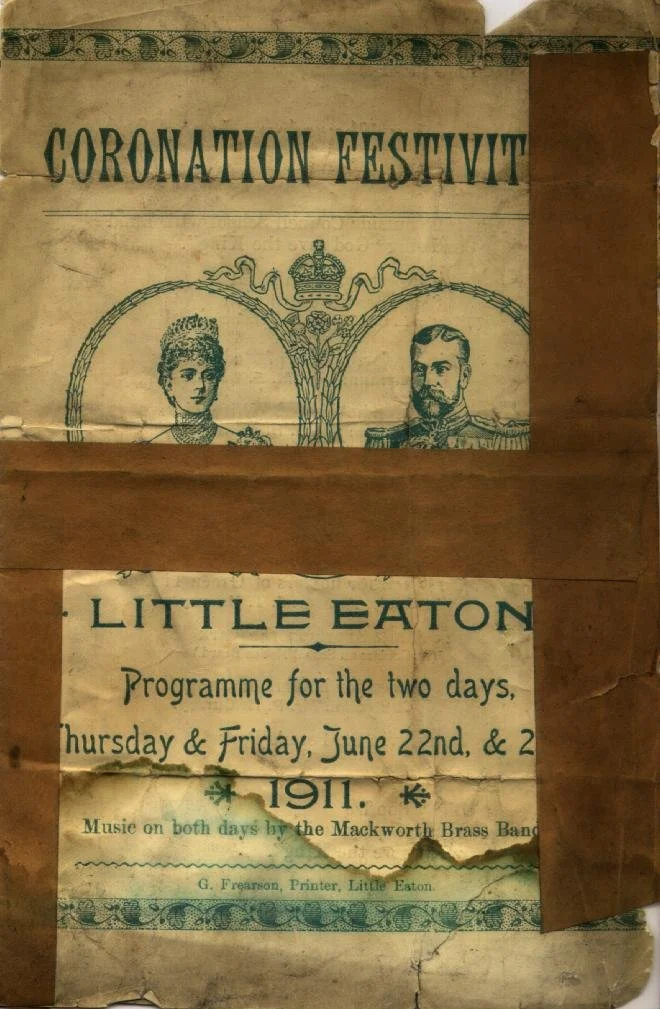 CORONATION FESTIVIT
LITTLE EATON
Programme for the two days,
hursday & Friday, June 22nd, & 2
1911.
Music on both days by the Mackworth Brass Band
G. Frearson, Printer, Little Eaton.